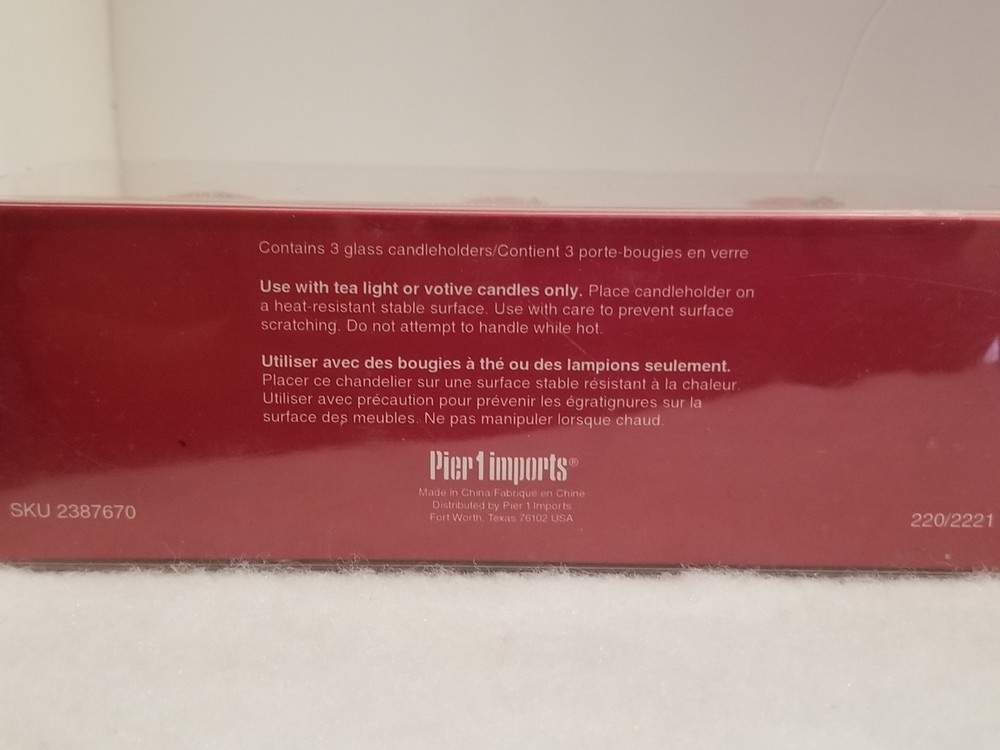 Contains 3 glass candleholders/Contient 3 porte-bougies en verre
Use with tea light or votive candles only. Place candleholder on
a heat-resistant stable surface. Use with care to prevent surface
scratching. Do not attempt to handle while hot.
Utiliser avec des bougies à thé ou des lampions seulement.
Placer ce chandelier sur une surface stable résistant à la chaleur.
Utiliser avec précaution pour prévenir les égratignures sur la
surface des meubles. Ne pas manipuler lorsque chaud.
Pier 1 imports®
Made in China/Fabriqué en Chine
Distributed by Pier 1 Imports
Fort Worth, Texas 76102 USA
SKU 2387670
220/2221